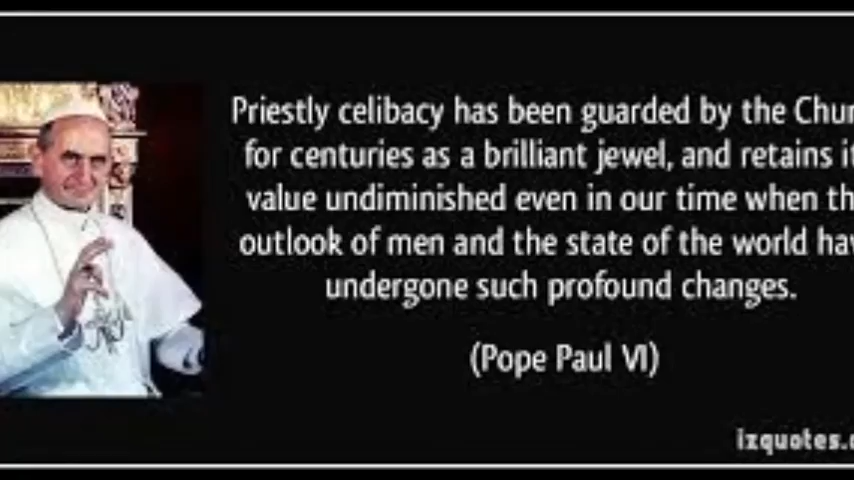 Priestly celibacy has been guarded by the Chur
for centuries as a brilliant jewel, and retains it
value undiminished even in our time when th
outlook of men and the state of the world hav
undergone such profound changes.
(Pope Paul VI)
izquotes.c